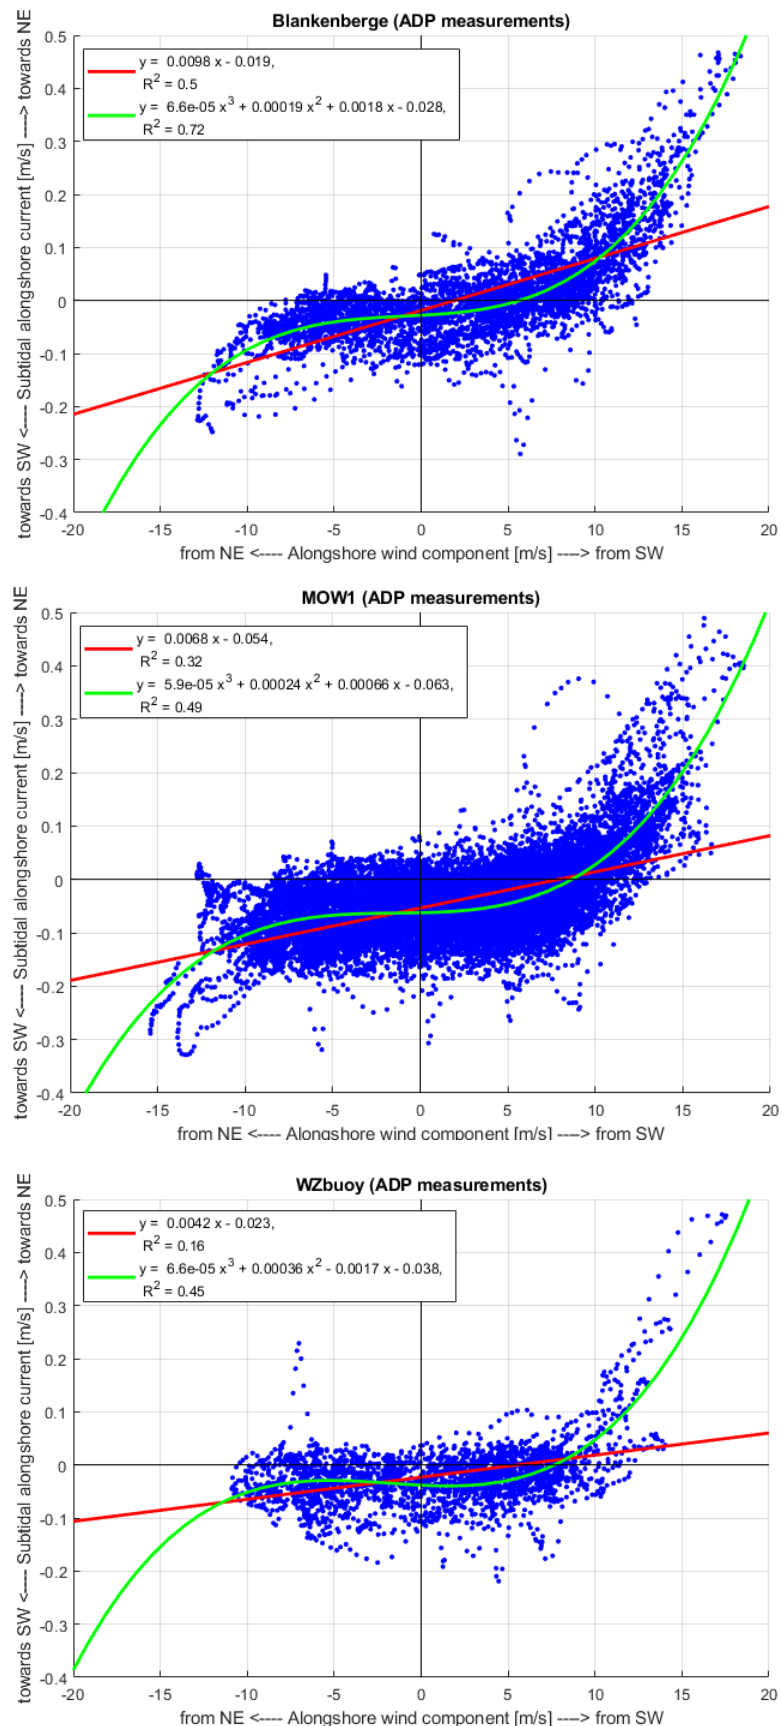 Blankenberge (ADP measurements)
towards SW <---- Subtidal alongshore current [m/s] ----> towards NE
y = 0.0098 x - 0.019,
R² = 0.5
y = 6.6e-05 x³ + 0.00019 x² + 0.0018 x - 0.028,
R² = 0.72
0.5
0.4
0.3
0.2
0.1
0
-0.1
-0.2
-0.3
-0.4
-20 -15 -10 -5 0 5 10 15 20
from NE <---- Alongshore wind component [m/s] ----> from SW
MOW1 (ADP measurements)
towards SW <---- Subtidal alongshore current [m/s] ----> towards NE
y = 0.0068 x - 0.054,
R² = 0.32
y = 5.9e-05 x³ + 0.00024 x² + 0.00066 x - 0.063,
R² = 0.49
0.5
0.4
0.3
0.2
0.1
0
-0.1
-0.2
-0.3
-0.4
-20 -15 -10 -5 0 5 10 15 20
from NE <---- Alongshore wind component [m/s] ----> from SW
WZbuoy (ADP measurements)
towards SW <---- Subtidal alongshore current [m/s] ----> towards NE
y = 0.0042 x - 0.023,
R² = 0.16
y = 6.6e-05 x³ + 0.00036 x² - 0.0017 x - 0.038,
R² = 0.45
0.5
0.4
0.3
0.2
0.1
0
-0.1
-0.2
-0.3
-0.4
-20 -15 -10 -5 0 5 10 15 20
from NE <---- Alongshore wind component [m/s] ----> from SW